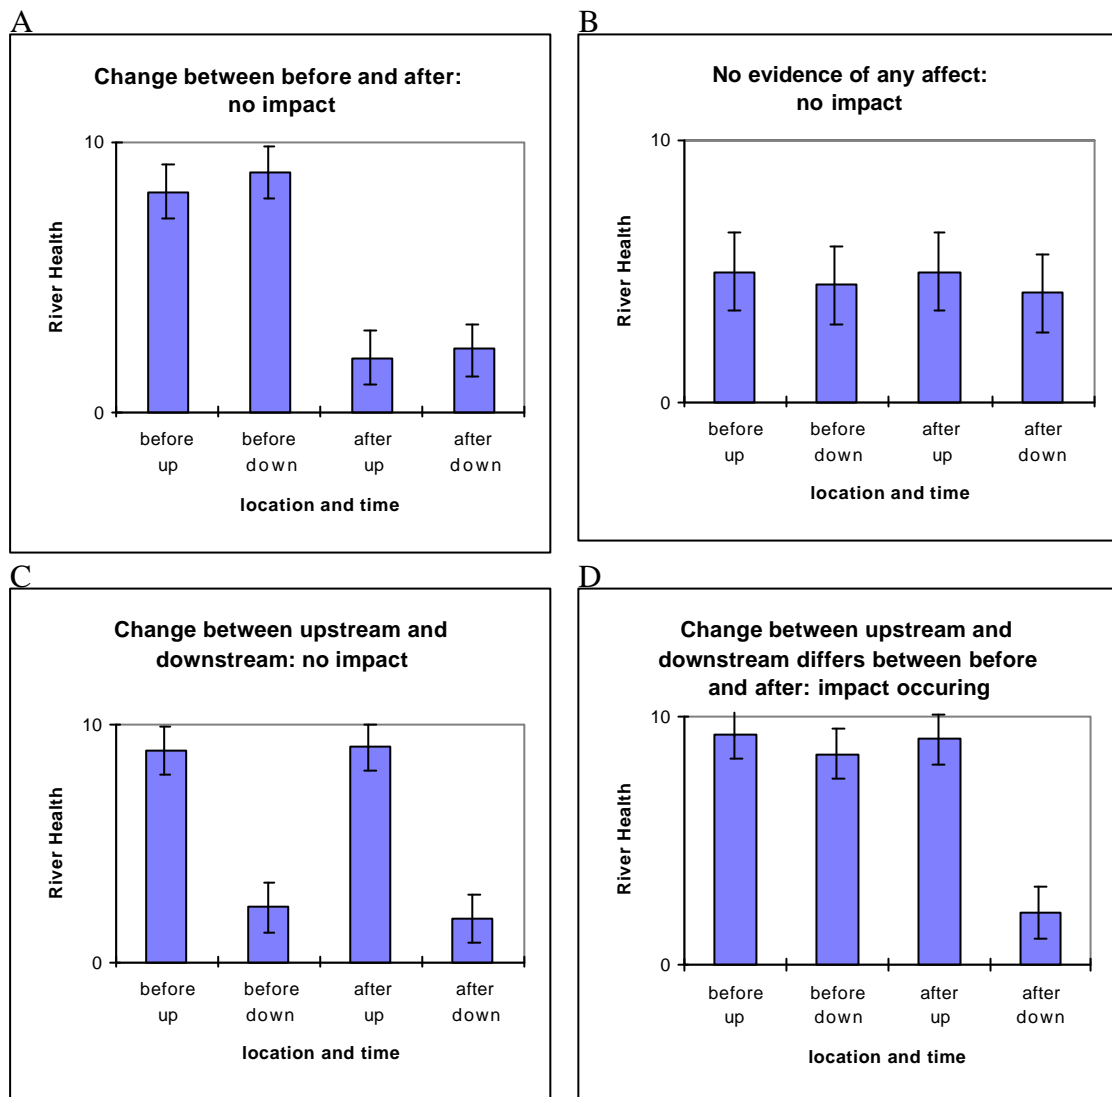 A
Change between before and after:
no impact
10
River Health
0
before
up
before
down
after
up
after
down
location and time
B
No evidence of any affect:
no impact
10
River Health
0
before
up
before
down
after
up
after
down
location and time
C
Change between upstream and
downstream: no impact
10
River Health
0
before
up
before
down
after
up
after
down
location and time
D
Change between upstream and
downstream differs between before
and after: impact occuring
10
River Health
0
before
up
before
down
after
up
after
down
location and time